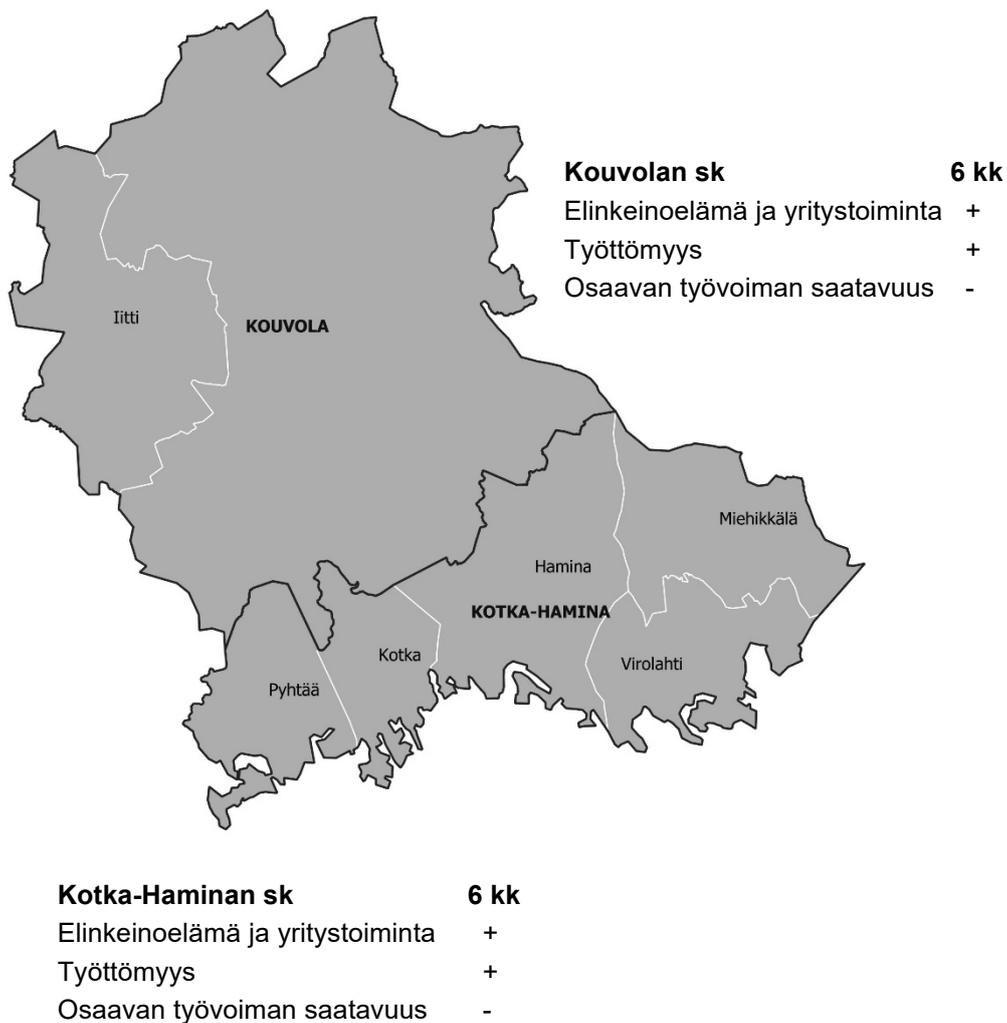 Kouvolan sk 6 kk
Elinkeinoelämä ja yritystoiminta +
Työttömyys +
Osaavan työvoiman saatavuus -
Iitti
KOUVOLA
Miehikkälä
Hamina
KOTKA-HAMINA
Kotka
Virolahti
Pyhtää
Kotka-Haminan sk 6 kk
Elinkeinoelämä ja yritystoiminta +
Työttömyys +
Osaavan työvoiman saatavuus -